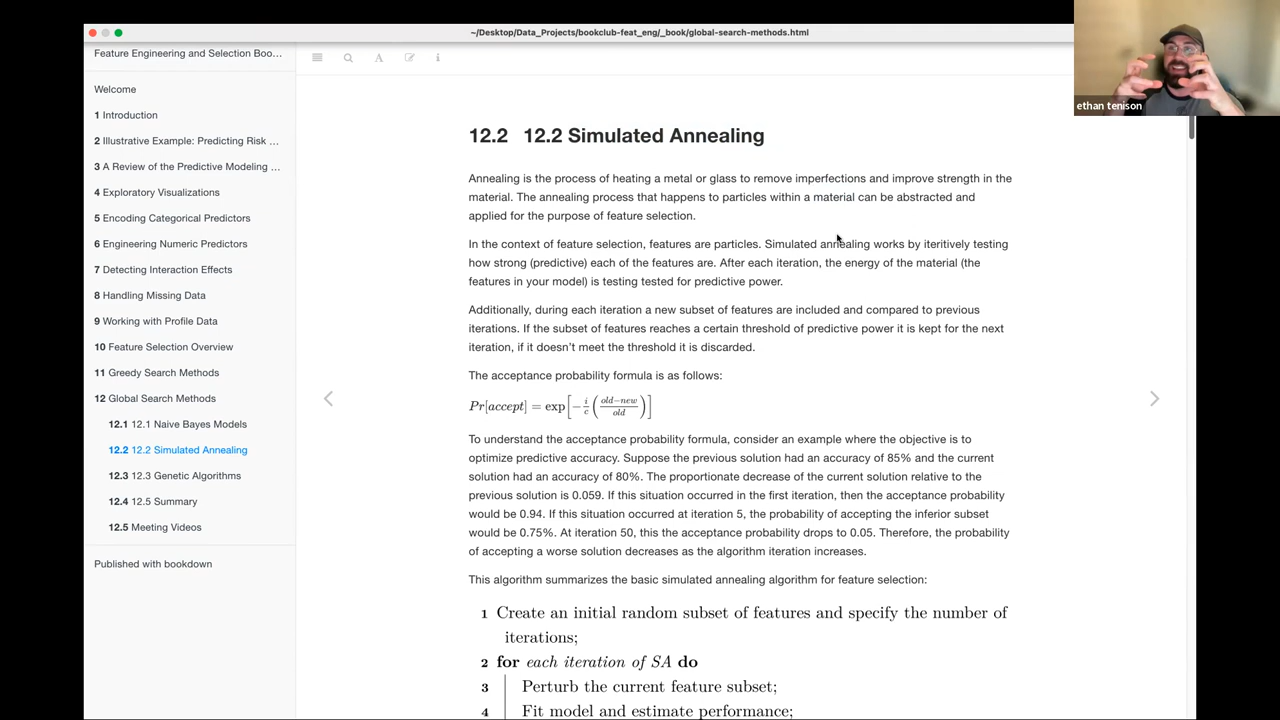 ~/Desktop/Data_Projects/bookclub-feat_eng/_book/global-search-methods.html
ethan tenison
Feature Engineering and Selection Boo...
Welcome
1 Introduction
2 Illustrative Example: Predicting Risk ...
3 A Review of the Predictive Modeling ...
4 Exploratory Visualizations
5 Encoding Categorical Predictors
6 Engineering Numeric Predictors
7 Detecting Interaction Effects
8 Handling Missing Data
9 Working with Profile Data
10 Feature Selection Overview
11 Greedy Search Methods
12 Global Search Methods
12.1 12.1 Naive Bayes Models
12.2 12.2 Simulated Annealing
12.3 12.3 Genetic Algorithms
12.4 12.5 Summary
12.5 Meeting Videos
Published with bookdown
A
i
12.2 12.2 Simulated Annealing
Annealing is the process of heating a metal or glass to remove imperfections and improve strength in the
material. The annealing process that happens to particles within a material can be abstracted and
applied for the purpose of feature selection.
In the context of feature selection, features are particles. Simulated annealing works by iteritively testing
how strong (predictive) each of the features are. After each iteration, the energy of the material (the
features in your model) is testing tested for predictive power.
Additionally, during each iteration a new subset of features are included and compared to previous
iterations. If the subset of features reaches a certain threshold of predictive power it is kept for the next
iteration, if it doesn't meet the threshold it is discarded.
The acceptance probability formula is as follows:
Pr[accept] = exp[−i/c((old−new)/old)]
To understand the acceptance probability formula, consider an example where the objective is to
optimize predictive accuracy. Suppose the previous solution had an accuracy of 85% and the current
solution had an accuracy of 80%. The proportionate decrease of the current solution relative to the
previous solution is 0.059. If this situation occurred in the first iteration, then the acceptance probability
would be 0.94. If this situation occurred at iteration 5, the probability of accepting the inferior subset
would be 0.75%. At iteration 50, this the acceptance probability drops to 0.05. Therefore, the probability
of accepting a worse solution decreases as the algorithm iteration increases.
This algorithm summarizes the basic simulated annealing algorithm for feature selection:
1 Create an initial random subset of features and specify the number of
iterations;
2 for each iteration of SA do
3 Perturb the current feature subset;
4 Fit model and estimate performance;